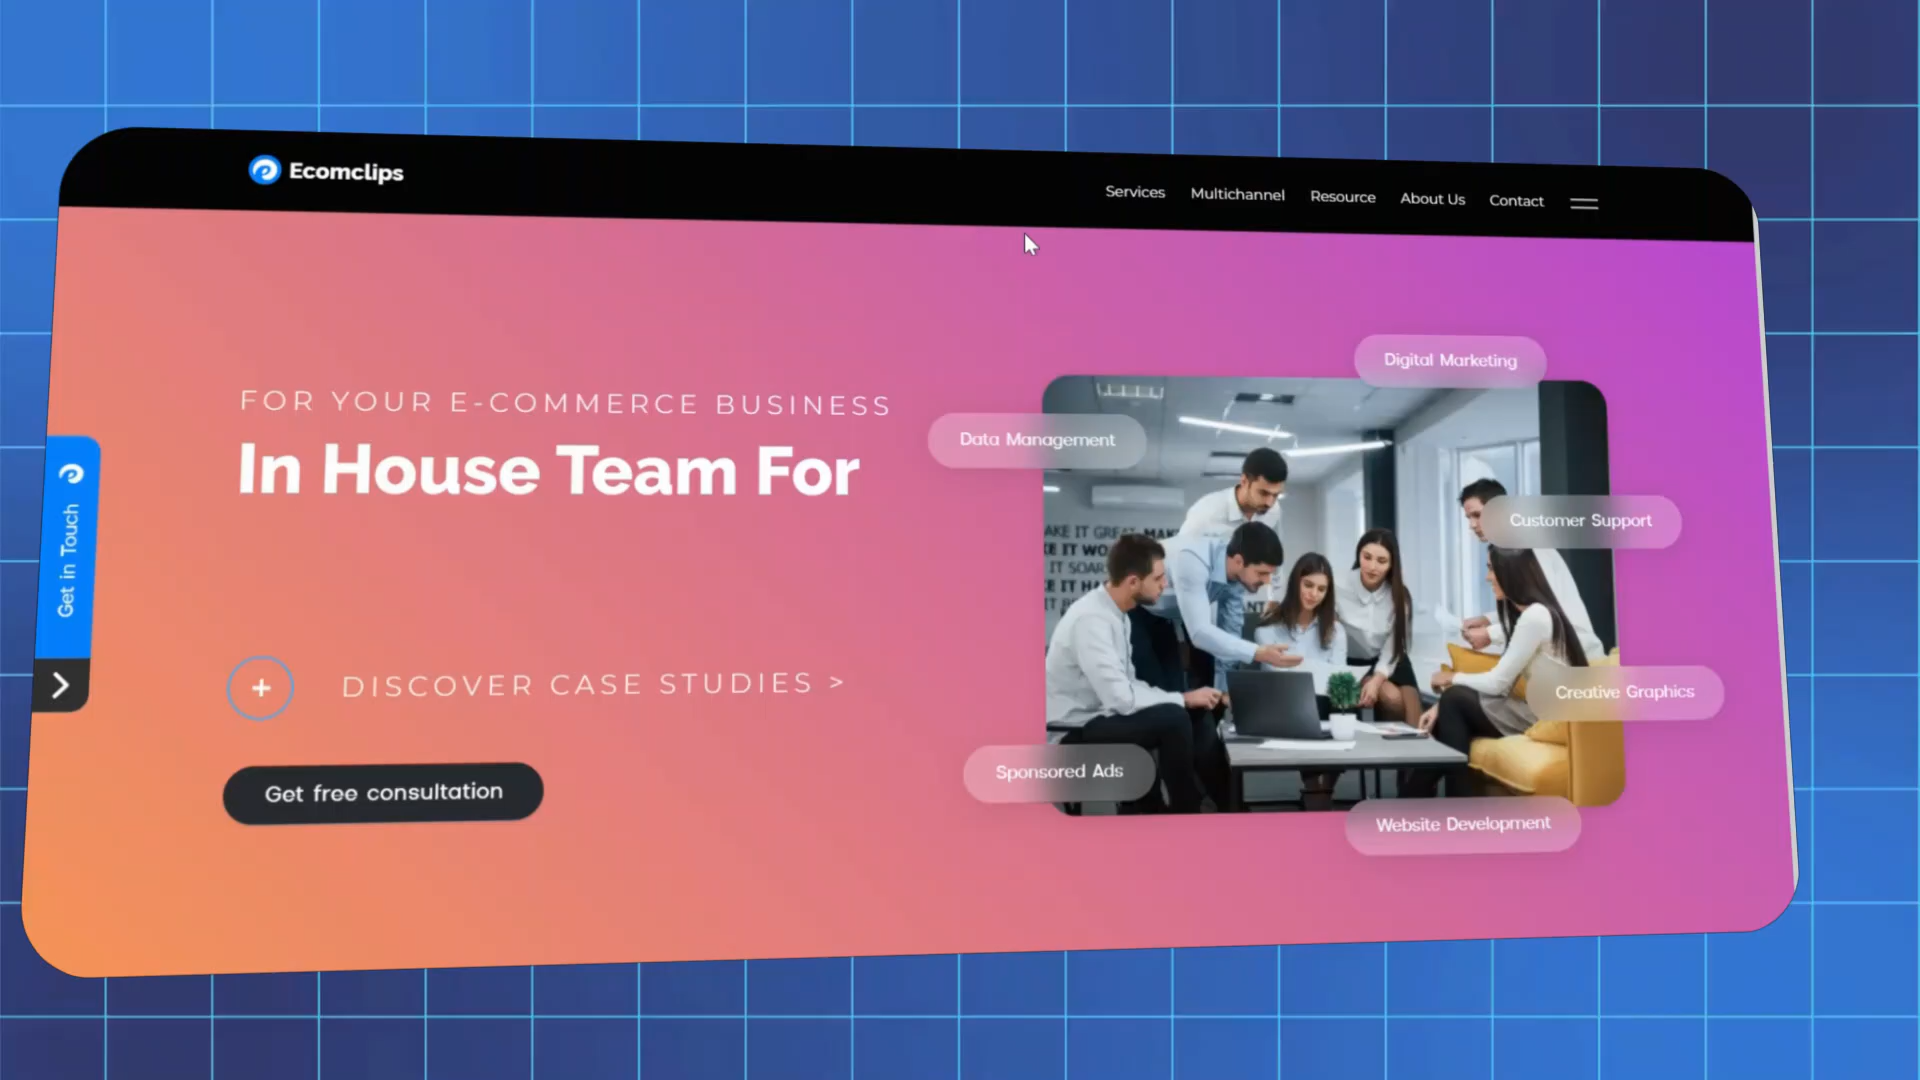 Ecomclips
Services Multichannel Resource About Us Contact
FOR YOUR E-COMMERCE BUSINESS
In House Team For
DISCOVER CASE STUDIES >
Get free consultation
Get in Touch
Digital Marketing
Data Management
Customer Support
Creative Graphics
Sponsored Ads
Website Development